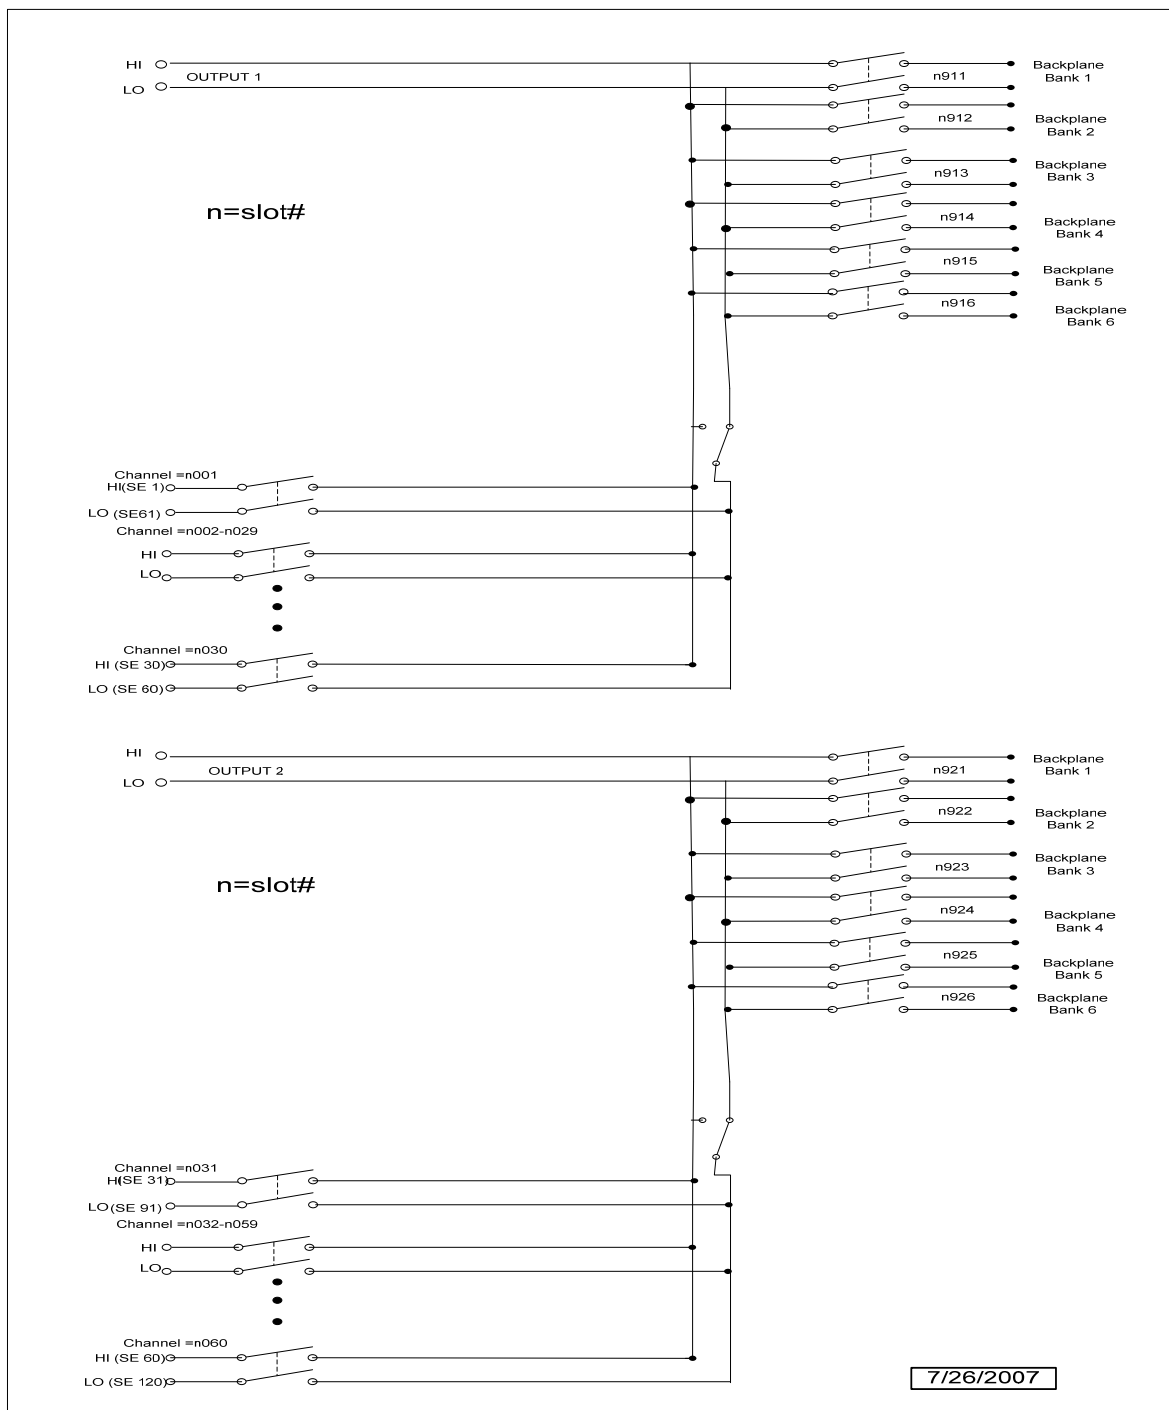 HI
OUTPUT 1
LO
n911
Backplane
Bank 1
n912
Backplane
Bank 2
n913
Backplane
Bank 3
n=slot#
n914
Backplane
Bank 4
n915
Backplane
Bank 5
n916
Backplane
Bank 6
Channel =n001
HI(SE 1)
LO (SE61)
Channel =n002-n029
HI
LO
Channel =n030
HI (SE 30)
LO (SE 60)
HI
OUTPUT 2
LO
n921
Backplane
Bank 1
n922
Backplane
Bank 2
n923
Backplane
Bank 3
n=slot#
n924
Backplane
Bank 4
n925
Backplane
Bank 5
n926
Backplane
Bank 6
Channel =n031
HI(SE 31)
LO(SE 91)
Channel =n032-n059
HI
LO
Channel =n060
HI (SE 60)
LO (SE 120)
7/26/2007